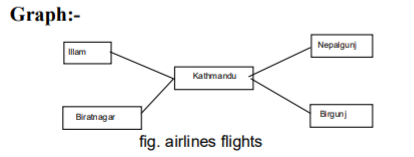 Graph:-
Illam
Nepalgunj
Kathmandu
Biratnagar
Birgunj
fig. airlines flights